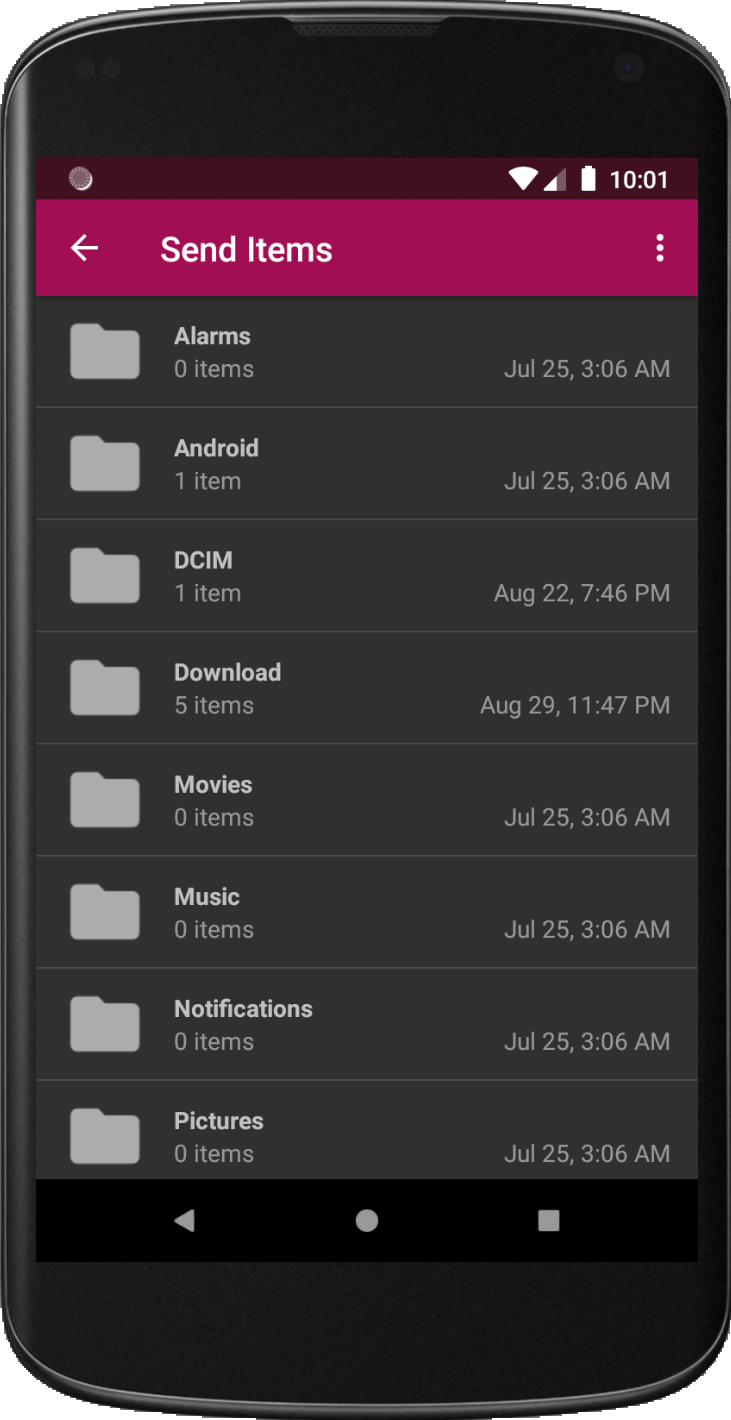 10:01
Send Items
Alarms
0 items Jul 25, 3:06 AM
Android
1 item Jul 25, 3:06 AM
DCIM
1 item Aug 22, 7:46 PM
Download
5 items Aug 29, 11:47 PM
Movies
0 items Jul 25, 3:06 AM
Music
0 items Jul 25, 3:06 AM
Notifications
0 items Jul 25, 3:06 AM
Pictures
0 items Jul 25, 3:06 AM